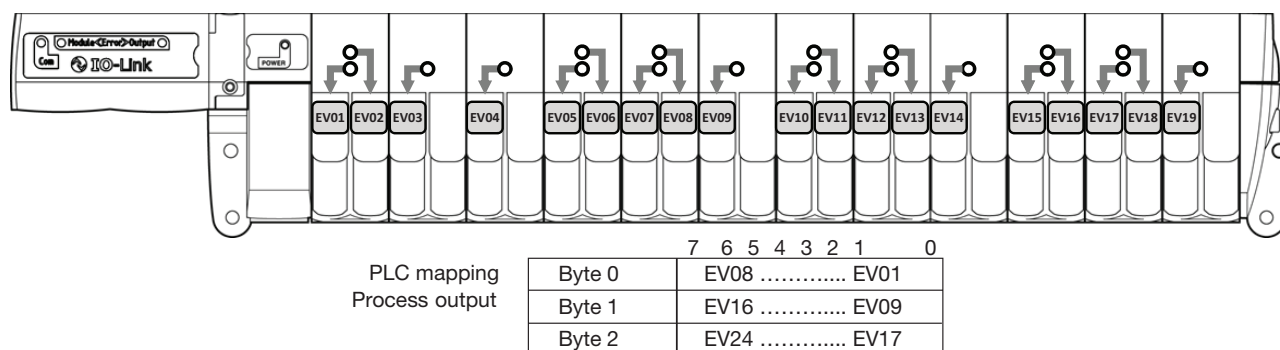 Module<(Error)>Output
Com IO-Link
POWER
EV01 EV02 EV03 EV04 EV05 EV06 EV07 EV08 EV09 EV10 EV11 EV12 EV13 EV14 EV15 EV16 EV17 EV18 EV19
7 6 5 4 3 2 1 0
PLC mapping
Process output
Byte 0 EV08 ............... EV01
Byte 1 EV16 ............... EV09
Byte 2 EV24 ............... EV17